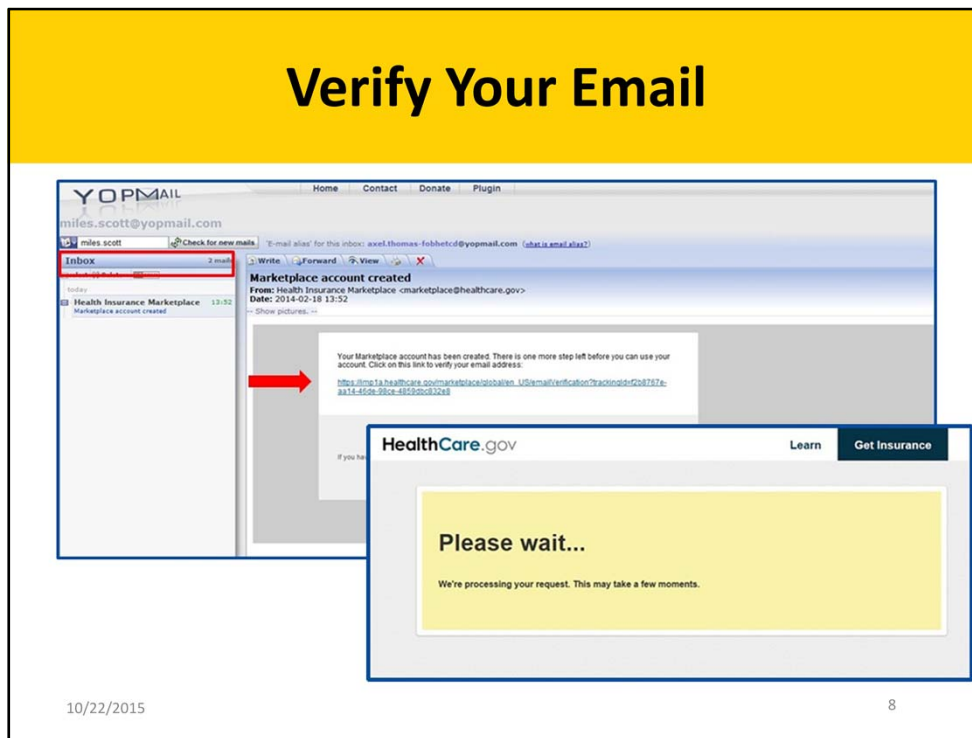 Verify Your Email
YOPMAIL
Home Contact Donate Plugin
miles.scott@yopmail.com
miles.scott Check for new mails 'E-mail alias' for this inbox: axel.thomas-fobhetcd@yopmail.com (what is email alias?)
Inbox 2 mails
Write Forward View X
today
Health Insurance Marketplace 13:52
Marketplace account created
Marketplace account created
From: Health Insurance Marketplace <marketplace@healthcare.gov>
Date: 2014-02-18 13:52
-- Show pictures. --
Your Marketplace account has been created. There is one more step left before you can use your
account. Click on this link to verify your email address:
https://imp1a.healthcare.gov/marketplace/global/en_US/emailVerification?trackingId=f2b8767e-
aa14-46de-98ce-4859dbc832e8
If you
HealthCare.gov Learn Get Insurance
Please wait...
We're processing your request. This may take a few moments.
10/22/2015 8